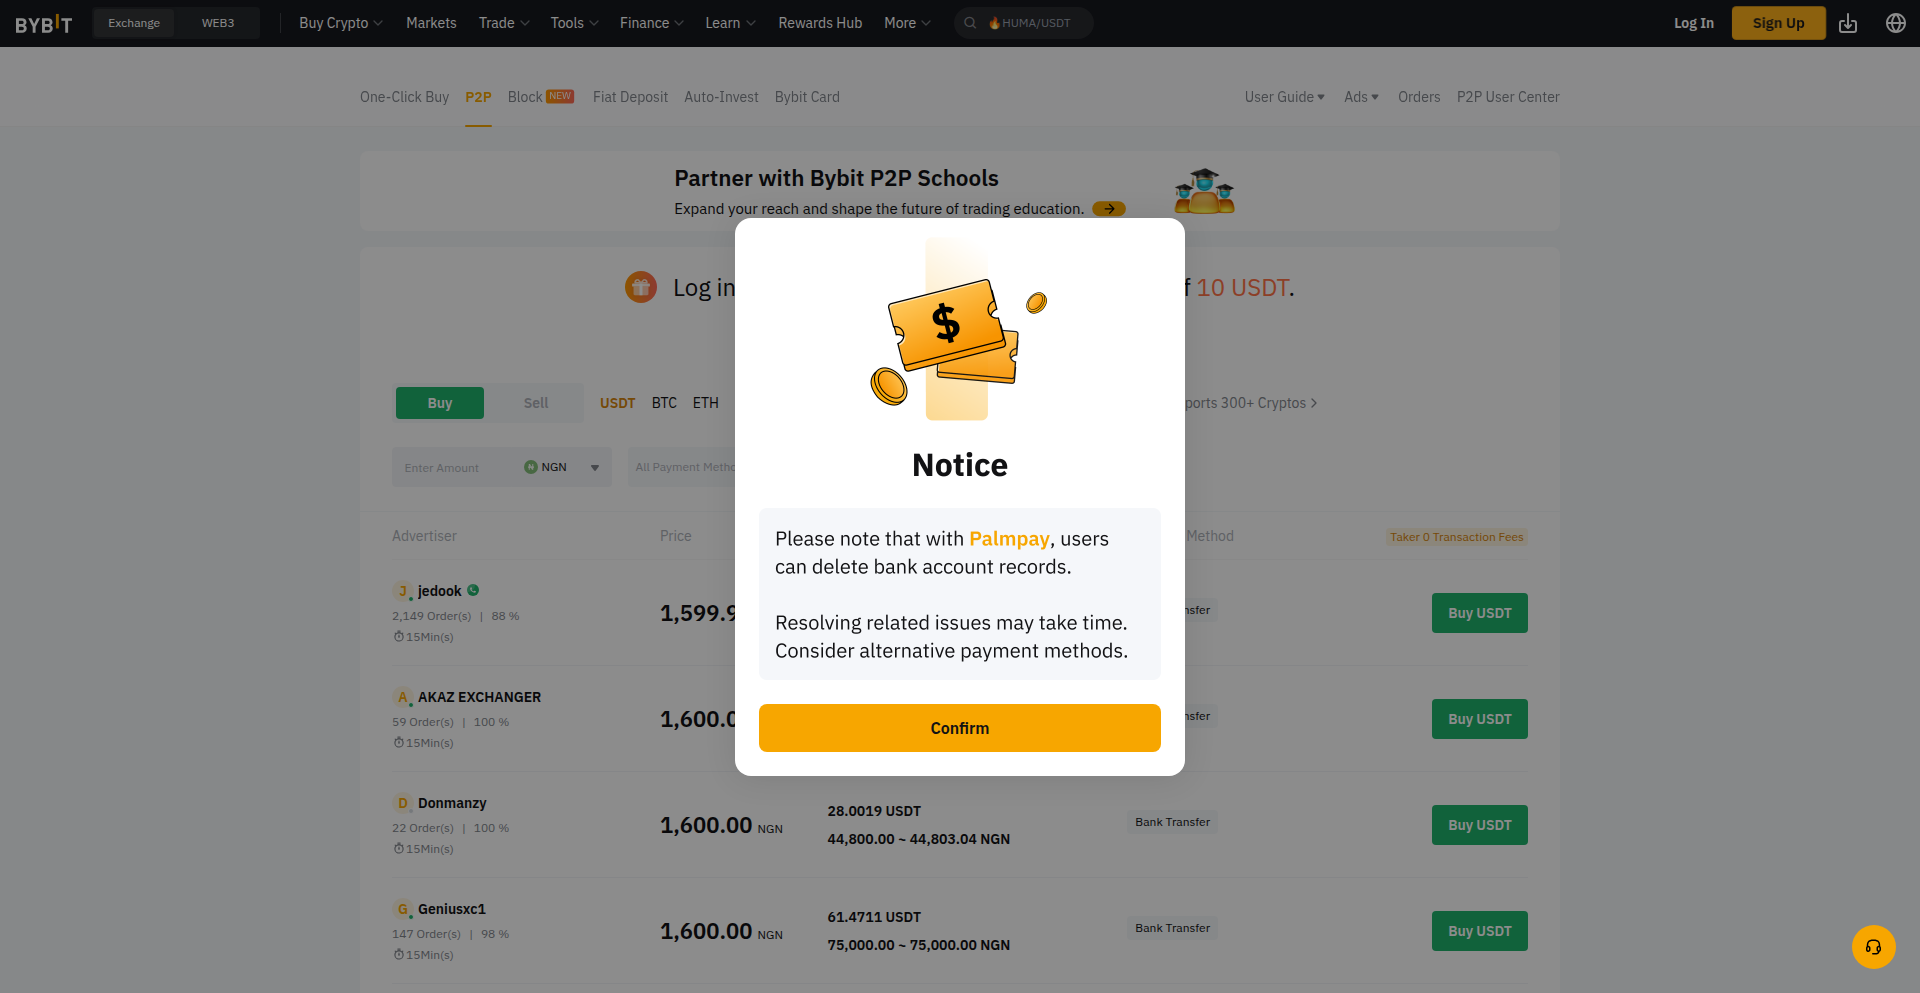 BYBIT Exchange WEB3 Buy Crypto Markets Trade Tools Finance Learn Rewards Hub More HUMA/USDT Log In Sign Up
One-Click Buy P2P Block NEW Fiat Deposit Auto-Invest Bybit Card User Guide Ads Orders P2P User Center
Partner with Bybit P2P Schools
Expand your reach and shape the future of trading education.
Log in f 10 USDT.
Buy Sell USDT BTC ETH ports 300+ Cryptos
Enter Amount NGN All Payment Metho
Advertiser Price Method Taker 0 Transaction Fees
J jedook
2,149 Order(s) | 88 %
15Min(s)
1,599.9 nsfer Buy USDT
A AKAZ EXCHANGER
59 Order(s) | 100 %
15Min(s)
1,600.0 nsfer Buy USDT
D Donmanzy
22 Order(s) | 100 %
15Min(s)
1,600.00 NGN
28.0019 USDT
44,800.00 ~ 44,803.04 NGN
Bank Transfer Buy USDT
G Geniusxc1
147 Order(s) | 98 %
15Min(s)
1,600.00 NGN
61.4711 USDT
75,000.00 ~ 75,000.00 NGN
Bank Transfer Buy USDT
$
Notice
Please note that with Palmpay, users
can delete bank account records.
Resolving related issues may take time.
Consider alternative payment methods.
Confirm